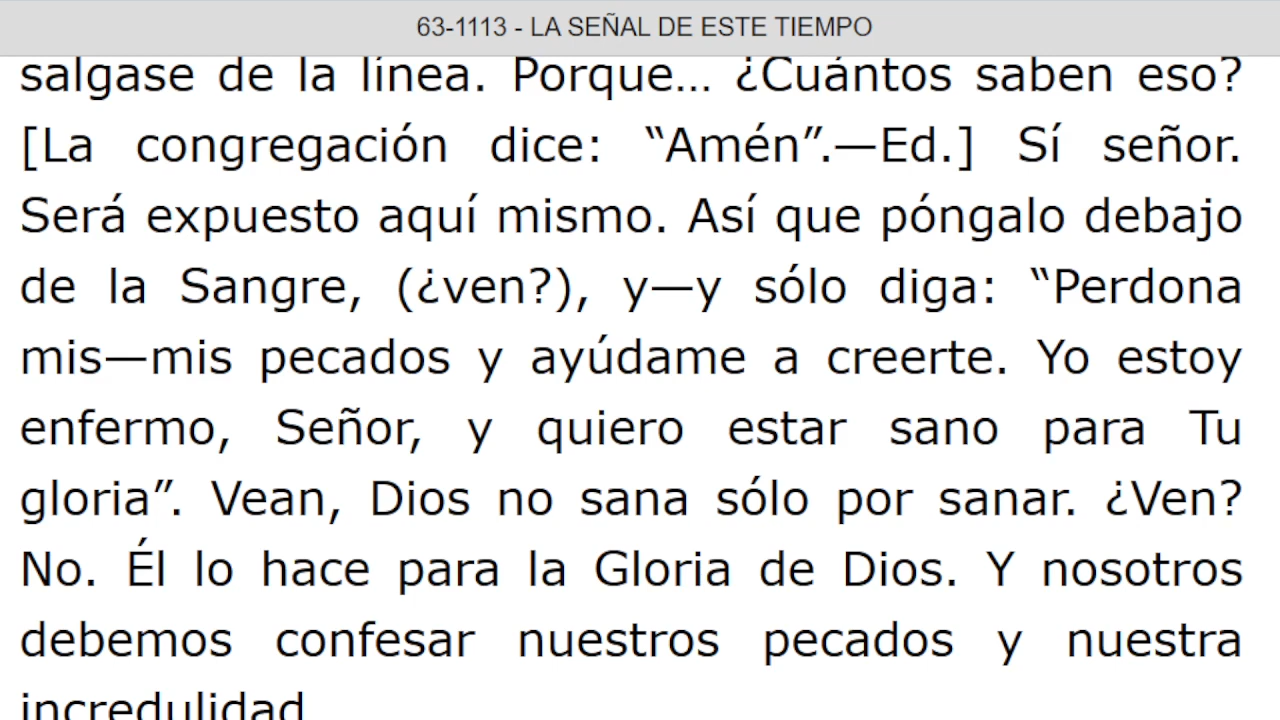 63-1113 - LA SEÑAL DE ESTE TIEMPO
salgase de la línea. Porque… ¿Cuántos saben eso?
[La congregación dice: “Amén”.—Ed.] Sí señor.
Será expuesto aquí mismo. Así que póngalo debajo
de la Sangre, (¿ven?), y—y sólo diga: “Perdona
mis—mis pecados y ayúdame a creerte. Yo estoy
enfermo, Señor, y quiero estar sano para Tu
gloria”. Vean, Dios no sana sólo por sanar. ¿Ven?
No. Él lo hace para la Gloria de Dios. Y nosotros
debemos confesar nuestros pecados y nuestra
incredulidad